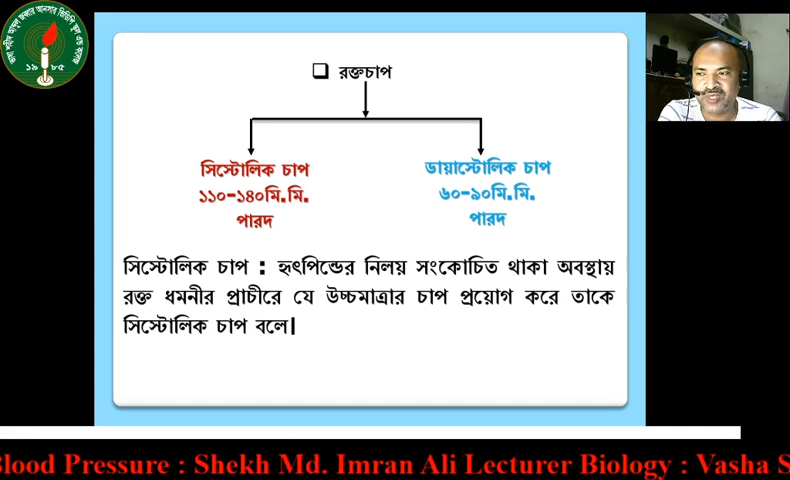 রক্তচাপ
সিস্টোলিক চাপ
১১০-১৪০মি.মি.
পারদ
ডায়াস্টোলিক চাপ
৬০-৯০মি.মি.
পারদ
সিস্টোলিক চাপ : হৃৎপিন্ডের নিলয় সংকোচিত থাকা অবস্থায়
রক্ত ধমনীর প্রাচীরে যে উচ্চমাত্রার চাপ প্রয়োগ করে তাকে
সিস্টোলিক চাপ বলে।
১৯৮৫
Blood Pressure : Shekh Md. Imran Ali Lecturer Biology : Vasha S